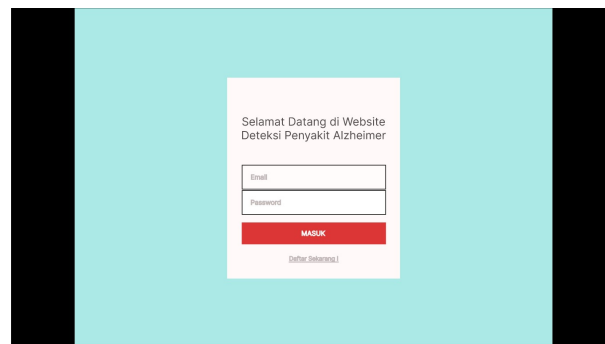 Selamat Datang di Website
Deteksi Penyakit Alzheimer
Email
Password
MASUK
Daftar Sekarang !